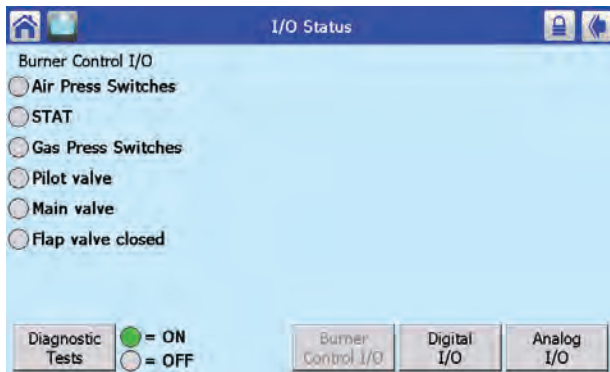 I/O Status
Burner Control I/O
Air Press Switches
STAT
Gas Press Switches
Pilot valve
Main valve
Flap valve closed
Diagnostic
Tests
= ON
= OFF
Burner
Control I/O
Digital
I/O
Analog
I/O